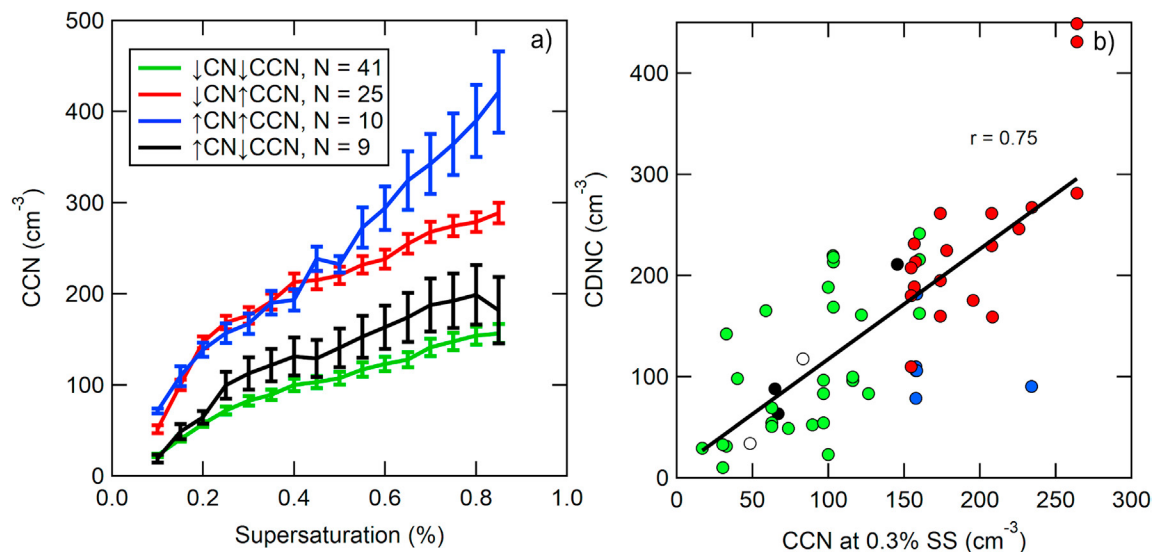 a)
500
400
300
200
100
0
CCN (cm⁻³)
↓CN↓CCN, N = 41
↓CN↑CCN, N = 25
↑CN↑CCN, N = 10
↑CN↓CCN, N = 9
0.0 0.2 0.4 0.6 0.8 1.0
Supersaturation (%)
b)
400
300
200
100
0
CDNC (cm⁻³)
r = 0.75
0 50 100 150 200 250 300
CCN at 0.3% SS (cm⁻³)